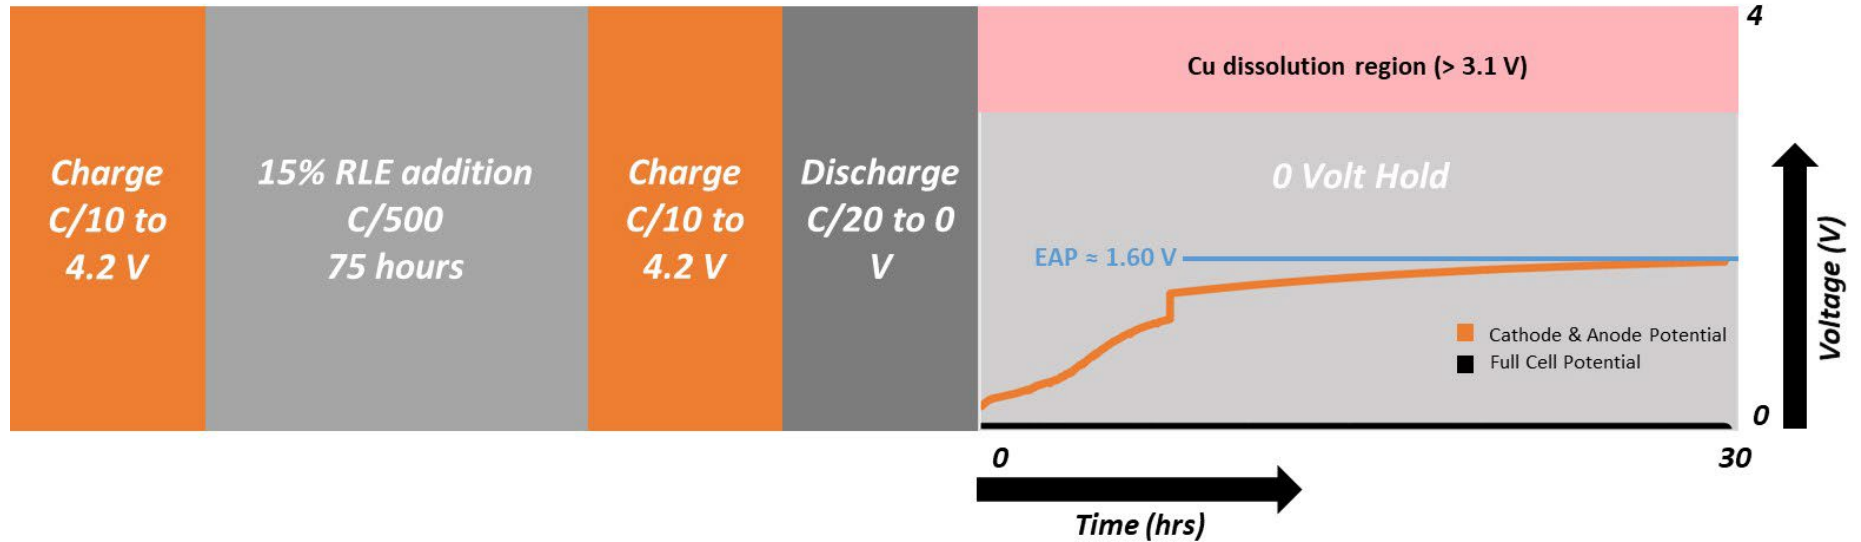 Charge
C/10 to
4.2 V
15% RLE addition
C/500
75 hours
Charge
C/10 to
4.2 V
Discharge
C/20 to 0
V
Cu dissolution region (> 3.1 V)
0 Volt Hold
EAP ≈ 1.60 V
Cathode & Anode Potential
Full Cell Potential
4
0
Voltage (V)
0
30
Time (hrs)